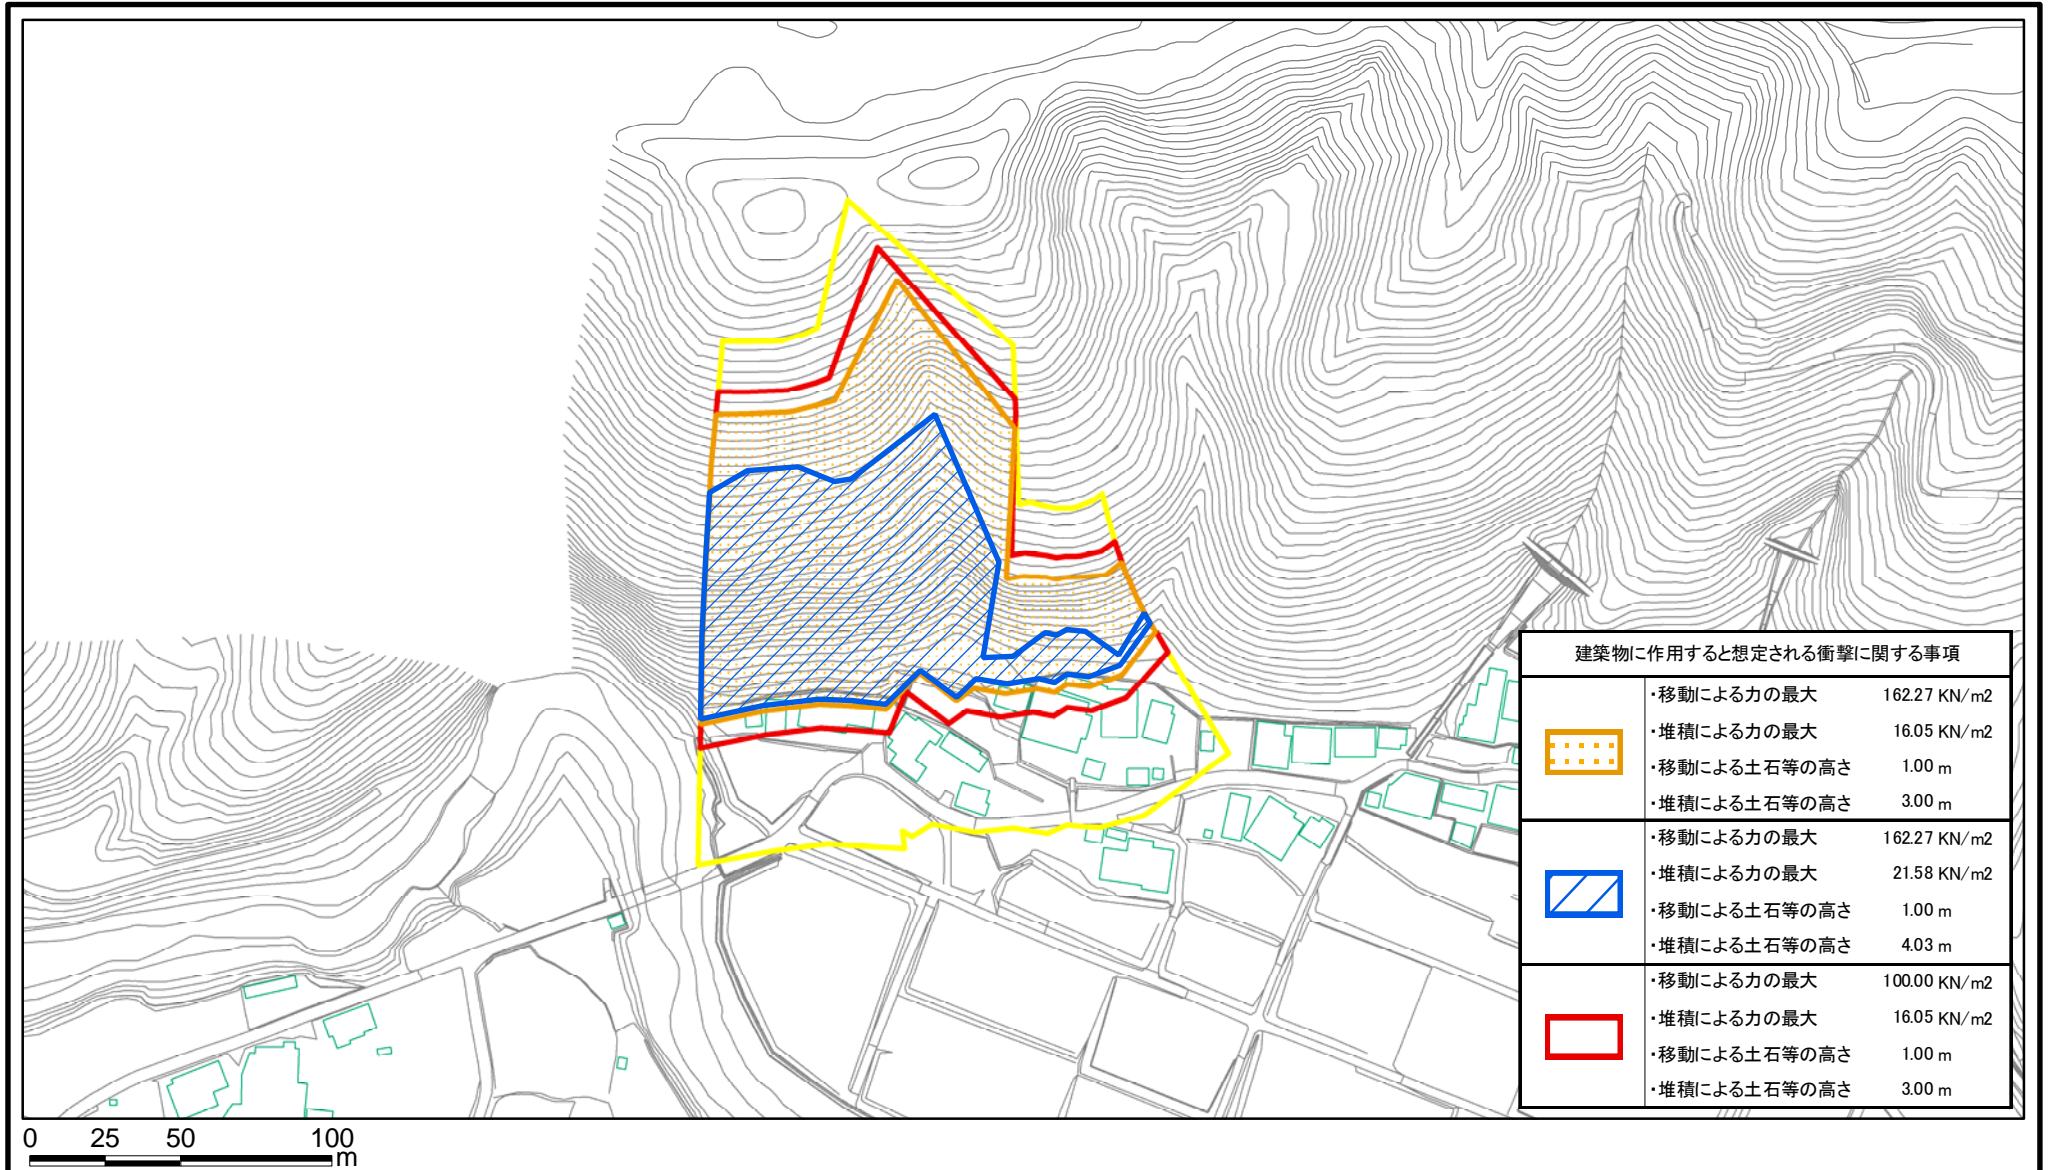 建築物に作用すると想定される衝撃に関する事項
・移動による力の最大 162.27 KN/m2
・堆積による力の最大 16.05 KN/m2
・移動による土石等の高さ 1.00 m
・堆積による土石等の高さ 3.00 m
・移動による力の最大 162.27 KN/m2
・堆積による力の最大 21.58 KN/m2
・移動による土石等の高さ 1.00 m
・堆積による土石等の高さ 4.03 m
・移動による力の最大 100.00 KN/m2
・堆積による力の最大 16.05 KN/m2
・移動による土石等の高さ 1.00 m
・堆積による土石等の高さ 3.00 m
0 25 50 100
m